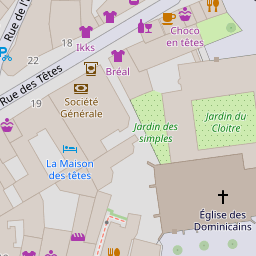 Rue de l'
18
Ikks
Choco
en têtes
22
Bréal
Rue des Têtes
19
Société
Générale
Jardin des
simples
Jardin du
Cloître
La Maison
des têtes
Église des
Dominicains